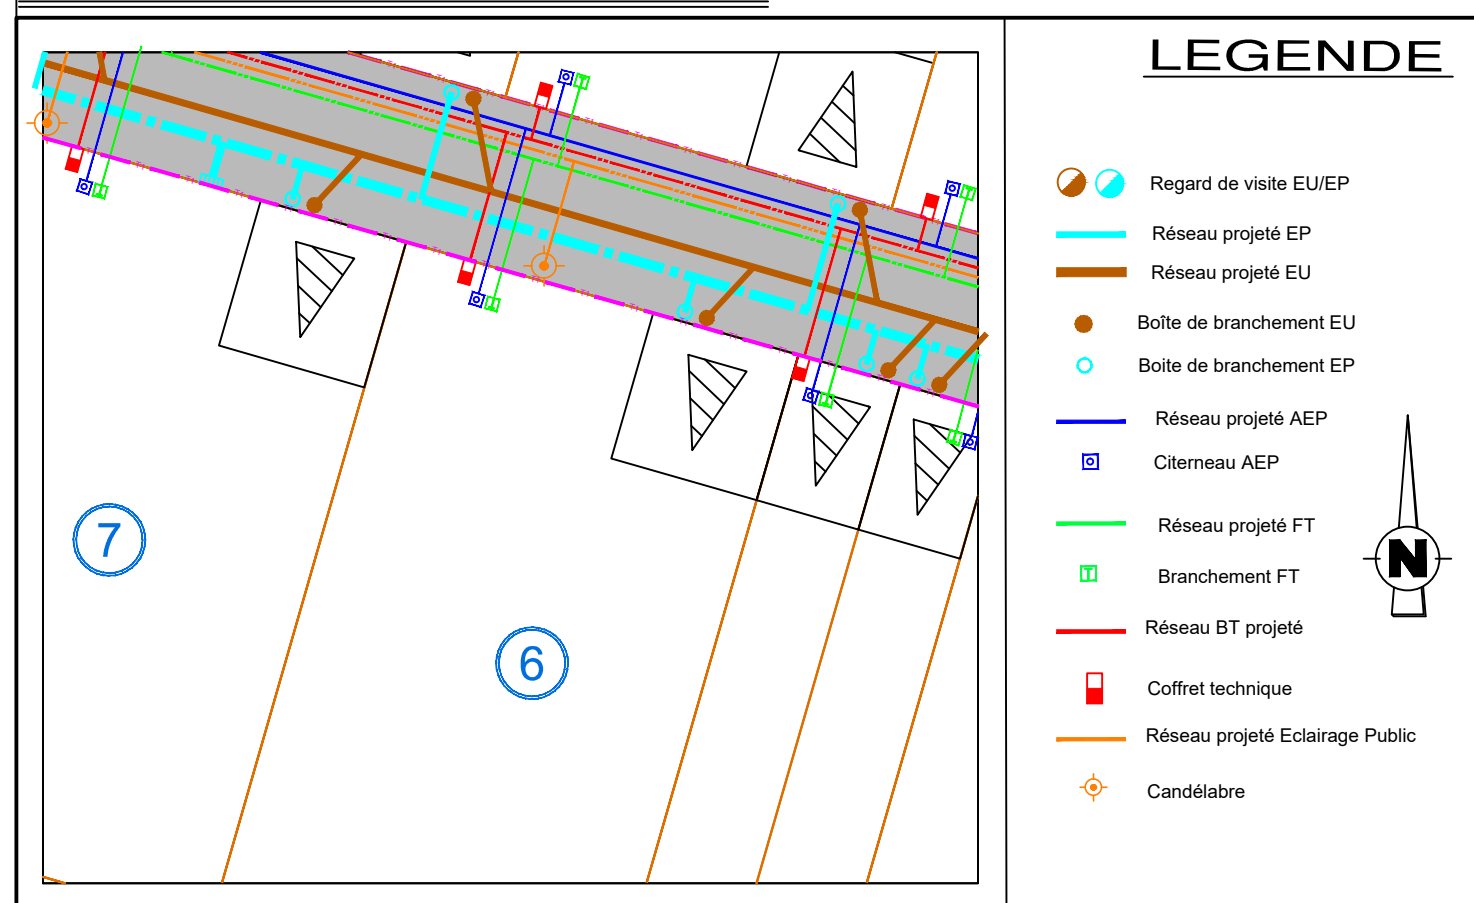 LEGENDE
Regard de visite EU/EP
Réseau projeté EP
Réseau projeté EU
Boîte de branchement EU
Boite de branchement EP
Réseau projeté AEP
Citerneau AEP
Réseau projeté FT
T Branchement FT
Réseau BT projeté
Coffret technique
Réseau projeté Eclairage Public
Candélabre
N
7
6